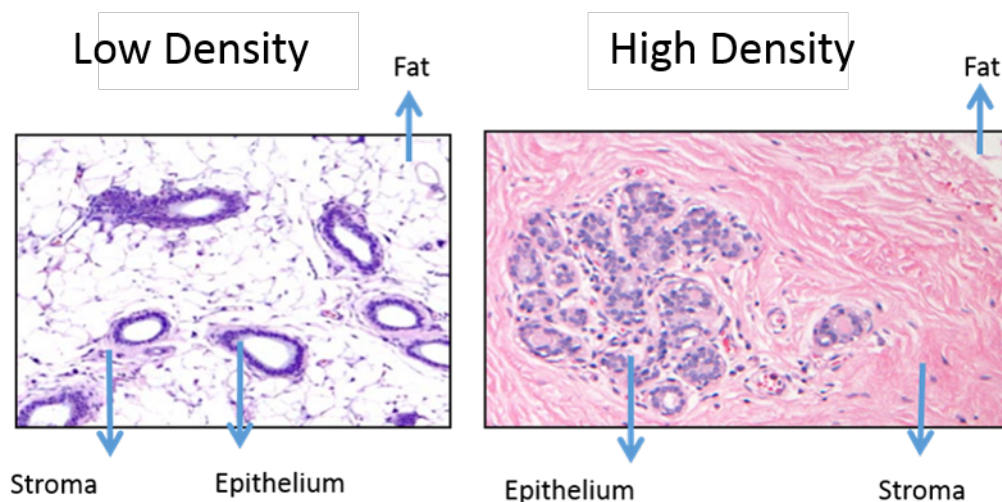 Low Density
High Density
Fat
Fat
Stroma
Epithelium
Epithelium
Stroma